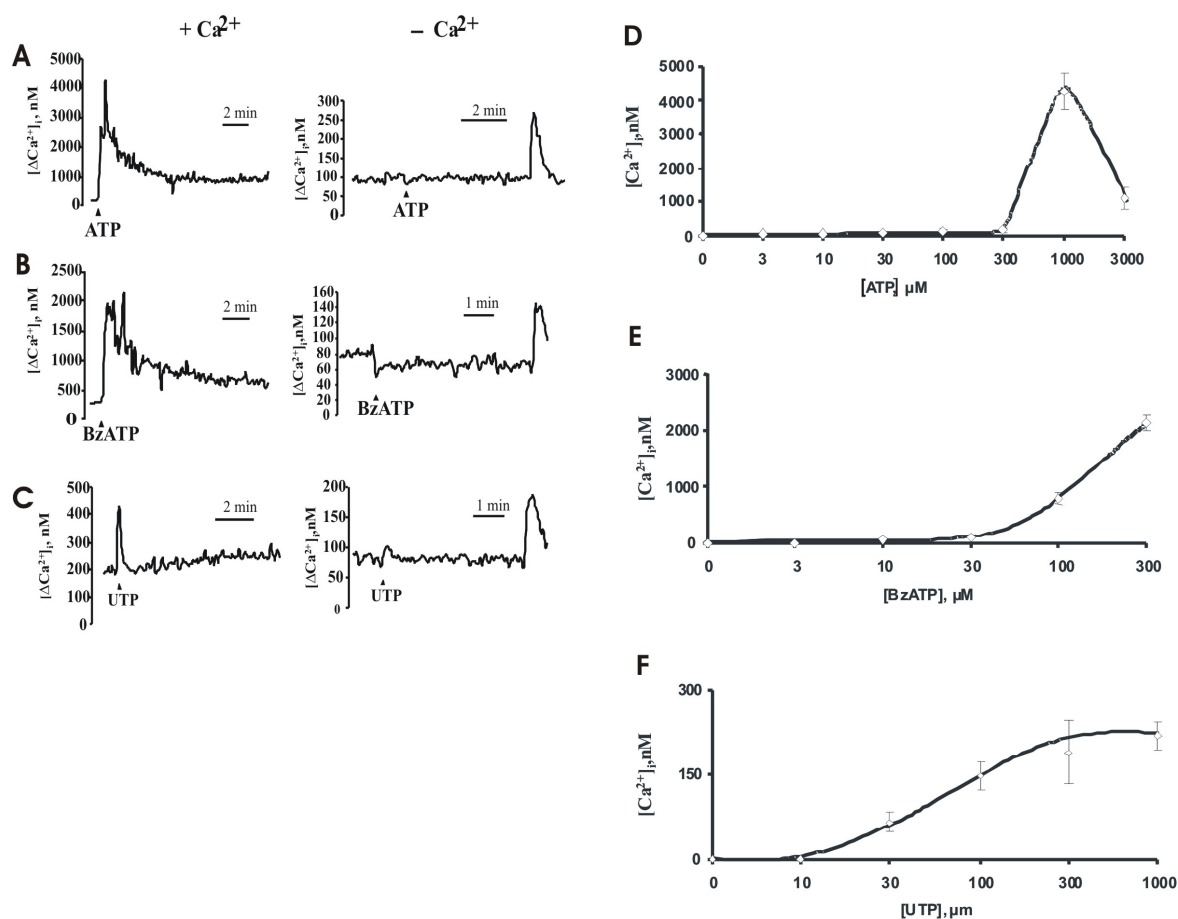 + Ca2+
− Ca2+
A
5000
4000
3000
2000
1000
0
[ΔCa2+]i, nM
2 min
ATP
300
250
200
150
100
50
0
[ΔCa2+]i,nM
2 min
ATP
B
2500
2000
1500
1000
500
0
[ΔCa2+]i, nM
2 min
BzATP
160
140
120
100
80
60
40
20
0
[ΔCa2+]i,nM
1 min
BzATP
C
500
400
300
200
100
0
[ΔCa2+]i, nM
2 min
UTP
200
150
100
50
0
[ΔCa2+]i,nM
1 min
UTP
D
5000
4000
3000
2000
1000
0
[Ca2+]i,nM
0 3 10 30 100 300 1000 3000
[ATP] µM
E
3000
2000
1000
0
[Ca2+]i,nM
0 3 10 30 100 300
[BzATP], µM
F
300
150
0
[Ca2+]i,nM
0 10 30 100 300 1000
[UTP], µm